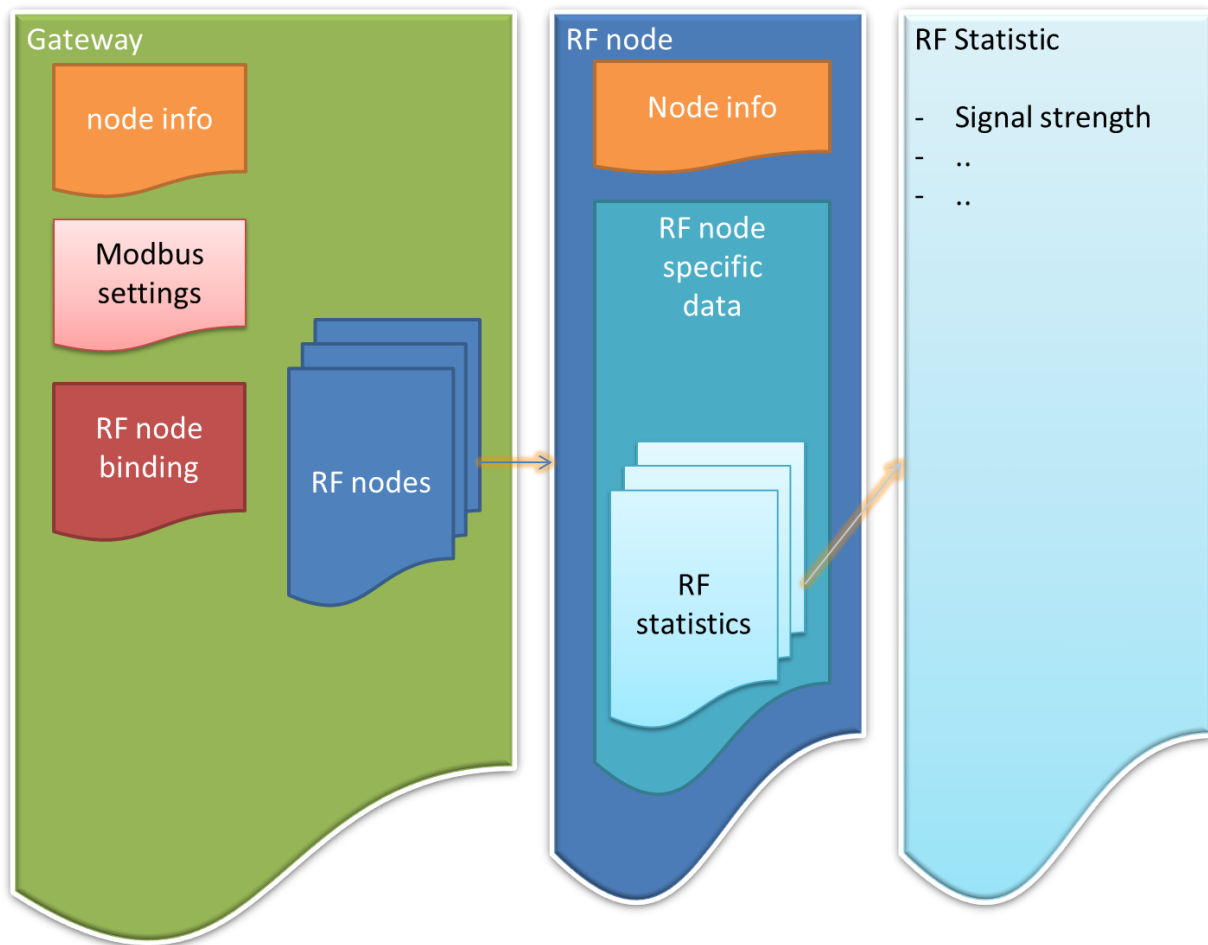 Gateway
node info
Modbus
settings
RF node
binding
RF nodes
RF node
Node info
RF node
specific
data
RF
statistics
RF Statistic
- Signal strength
- ..
- ..